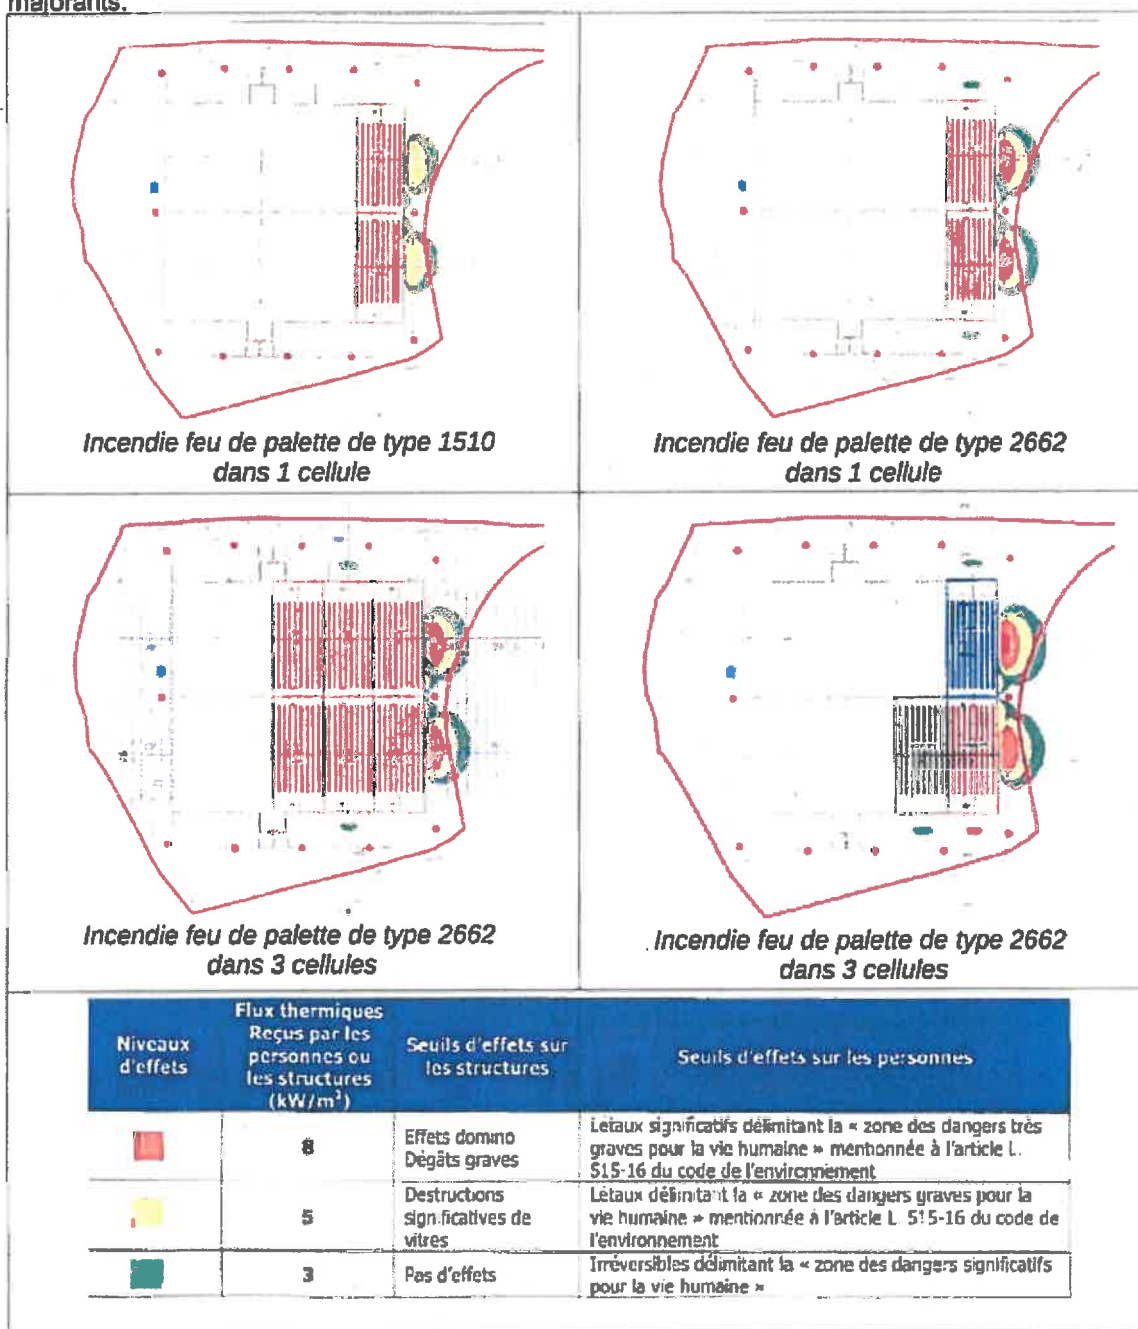 majorants.
Incendie feu de palette de type 1510
dans 1 cellule
Incendie feu de palette de type 2662
dans 1 cellule
Incendie feu de palette de type 2662
dans 3 cellules
Incendie feu de palette de type 2662
dans 3 cellules
Niveaux
d'effets
Flux thermiques
Reçus par les
personnes ou
les structures
(kW/m²)
Seuils d'effets sur
les structures
Seuils d'effets sur les personnes
8
Effets domino
Dégâts graves
Létaux significatifs délimitant la « zone des dangers très
graves pour la vie humaine » mentionnée à l'article L.
515-16 du code de l'environnement
5
Destructions
significatives de
vitres
Létaux délimitant la « zone des dangers graves pour la
vie humaine » mentionnée à l'article L. 515-16 du code de
l'environnement
3
Pas d'effets
Irréversibles délimitant la « zone des dangers significatifs
pour la vie humaine »